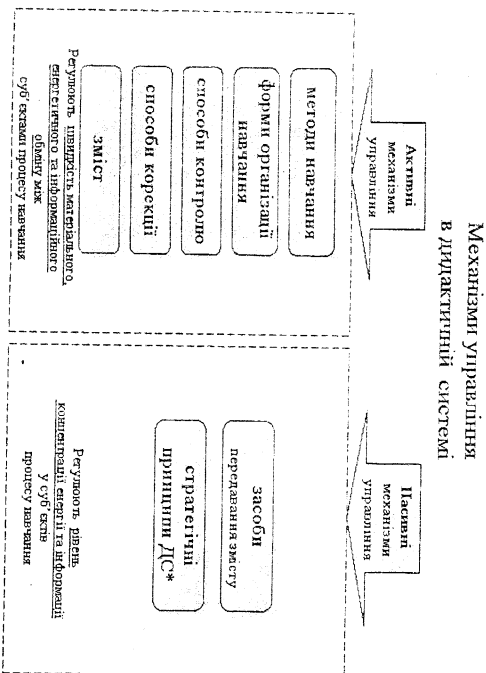 Механізми управління
в дидактичній системі
Активні
механізми
управління
методи навчання
форми організації
навчання
способи контролю
способи корекції
зміст
Регулюють швидкість матеріального,
енергетичного та інформаційного
обміну між
суб'єктами процесу навчання
Пасивні
механізми
управління
засоби
передавання змісту
стратегічні
принципи ДС*
Регулюють рівень
концентрації енергії та інформації
у суб'єктів
процесу навчання